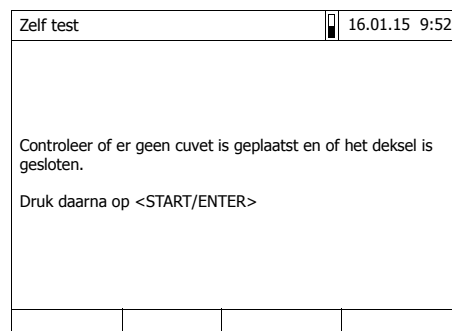 Zelf test 16.01.15 9:52
Controleer of er geen cuvet is geplaatst en of het deksel is
gesloten.
Druk daarna op <START/ENTER>